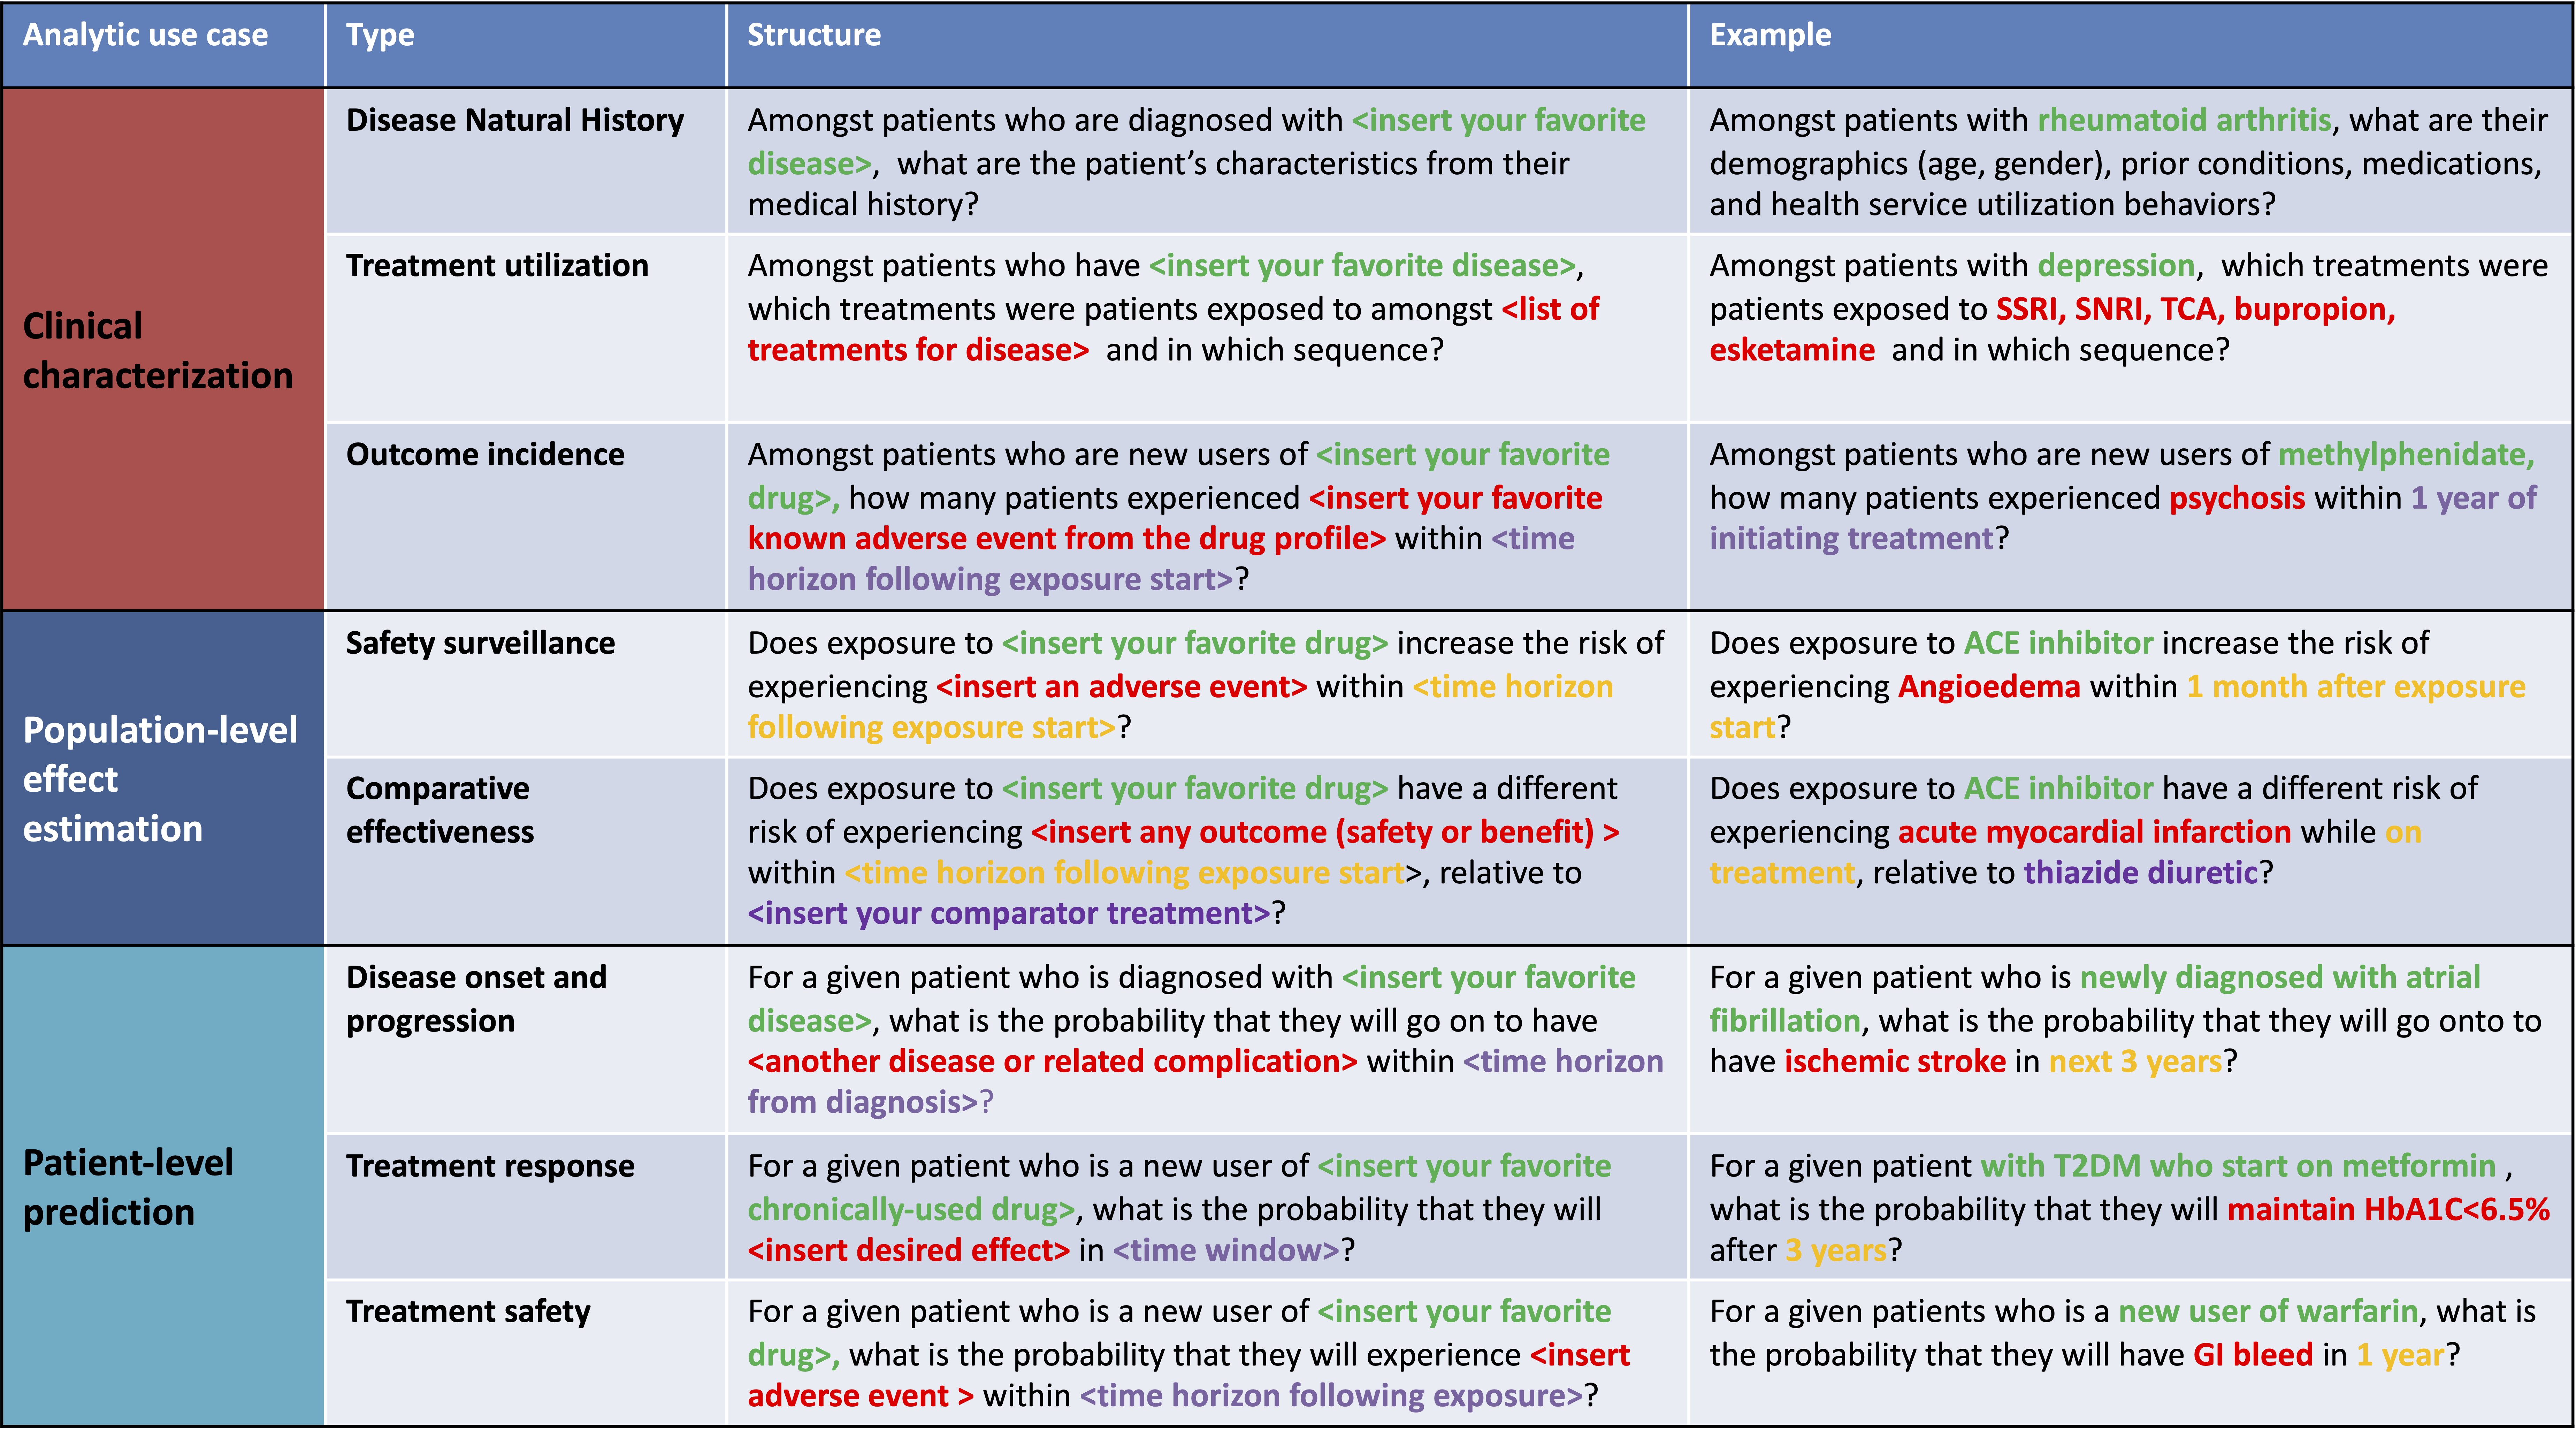 Analytic use case
Type
Structure
Example
Clinical
characterization
Disease Natural History
Amongst patients who are diagnosed with <insert your favorite
disease>,  what are the patient’s characteristics from their
medical history?
Amongst patients with rheumatoid arthritis, what are their
demographics (age, gender), prior conditions, medications,
and health service utilization behaviors?
Treatment utilization
Amongst patients who have <insert your favorite disease>,
which treatments were patients exposed to amongst <list of
treatments for disease>  and in which sequence?
Amongst patients with depression,  which treatments were
patients exposed to SSRI, SNRI, TCA, bupropion,
esketamine  and in which sequence?
Outcome incidence
Amongst patients who are new users of <insert your favorite
drug>, how many patients experienced <insert your favorite
known adverse event from the drug profile> within <time
horizon following exposure start>?
Amongst patients who are new users of methylphenidate,
how many patients experienced psychosis within 1 year of
initiating treatment?
Population-level
effect
estimation
Safety surveillance
Does exposure to <insert your favorite drug> increase the risk of
experiencing <insert an adverse event> within <time horizon
following exposure start>?
Does exposure to ACE inhibitor increase the risk of
experiencing Angioedema within 1 month after exposure
start?
Comparative
effectiveness
Does exposure to <insert your favorite drug> have a different
risk of experiencing <insert any outcome (safety or benefit) >
within <time horizon following exposure start>, relative to
<insert your comparator treatment>?
Does exposure to ACE inhibitor have a different risk of
experiencing acute myocardial infarction while on
treatment, relative to thiazide diuretic?
Patient-level
prediction
Disease onset and
progression
For a given patient who is diagnosed with <insert your favorite
disease>, what is the probability that they will go on to have
<another disease or related complication> within <time horizon
from diagnosis>?
For a given patient who is newly diagnosed with atrial
fibrillation, what is the probability that they will go onto to
have ischemic stroke in next 3 years?
Treatment response
For a given patient who is a new user of <insert your favorite
chronically-used drug>, what is the probability that they will
<insert desired effect> in <time window>?
For a given patient with T2DM who start on metformin ,
what is the probability that they will maintain HbA1C<6.5%
after 3 years?
Treatment safety
For a given patient who is a new user of <insert your favorite
drug>, what is the probability that they will experience <insert
adverse event > within <time horizon following exposure>?
For a given patients who is a new user of warfarin, what is
the probability that they will have GI bleed in 1 year?